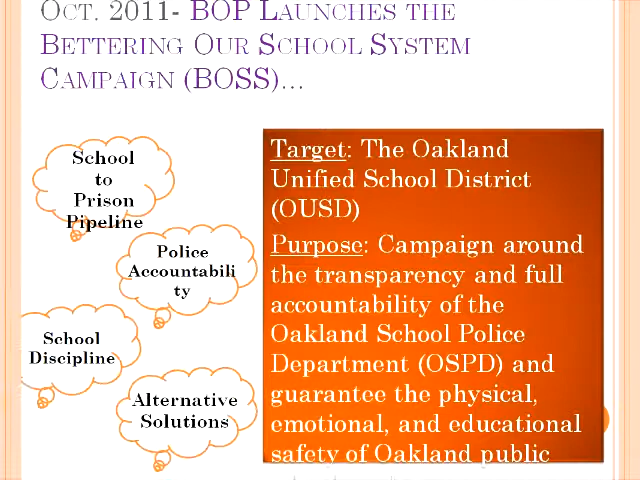 OCT. 2011- BOP LAUNCHES THE
BETTERING OUR SCHOOL SYSTEM
CAMPAIGN (BOSS)...
School
to
Prison
Pipeline
Police
Accountabili
ty
School
Discipline
Alternative
Solutions
Target: The Oakland
Unified School District
(OUSD)
Purpose: Campaign around
the transparency and full
accountability of the
Oakland School Police
Department (OSPD) and
guarantee the physical,
emotional, and educational
safety of Oakland public